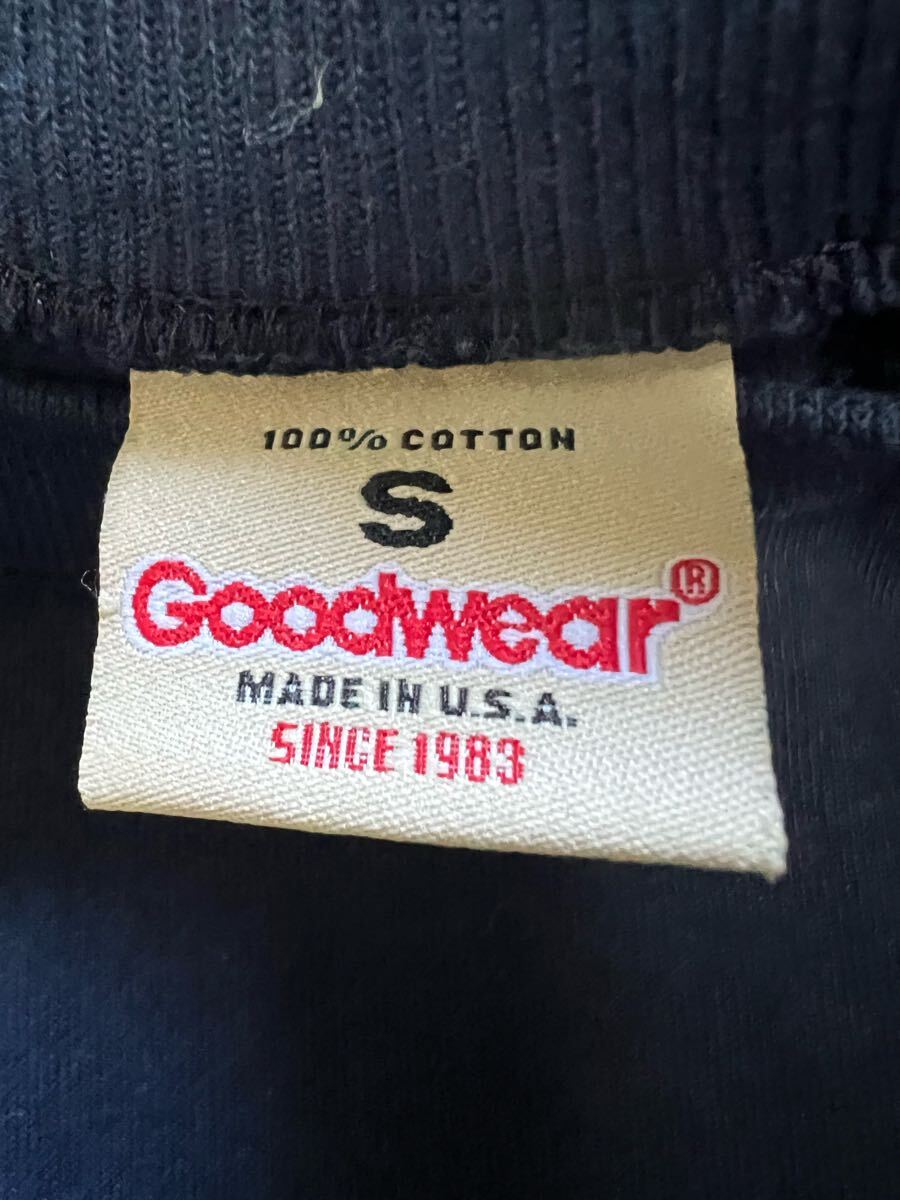 100% COTTON
S
Goodwear®
MADE IN U.S.A.
SINCE 1983